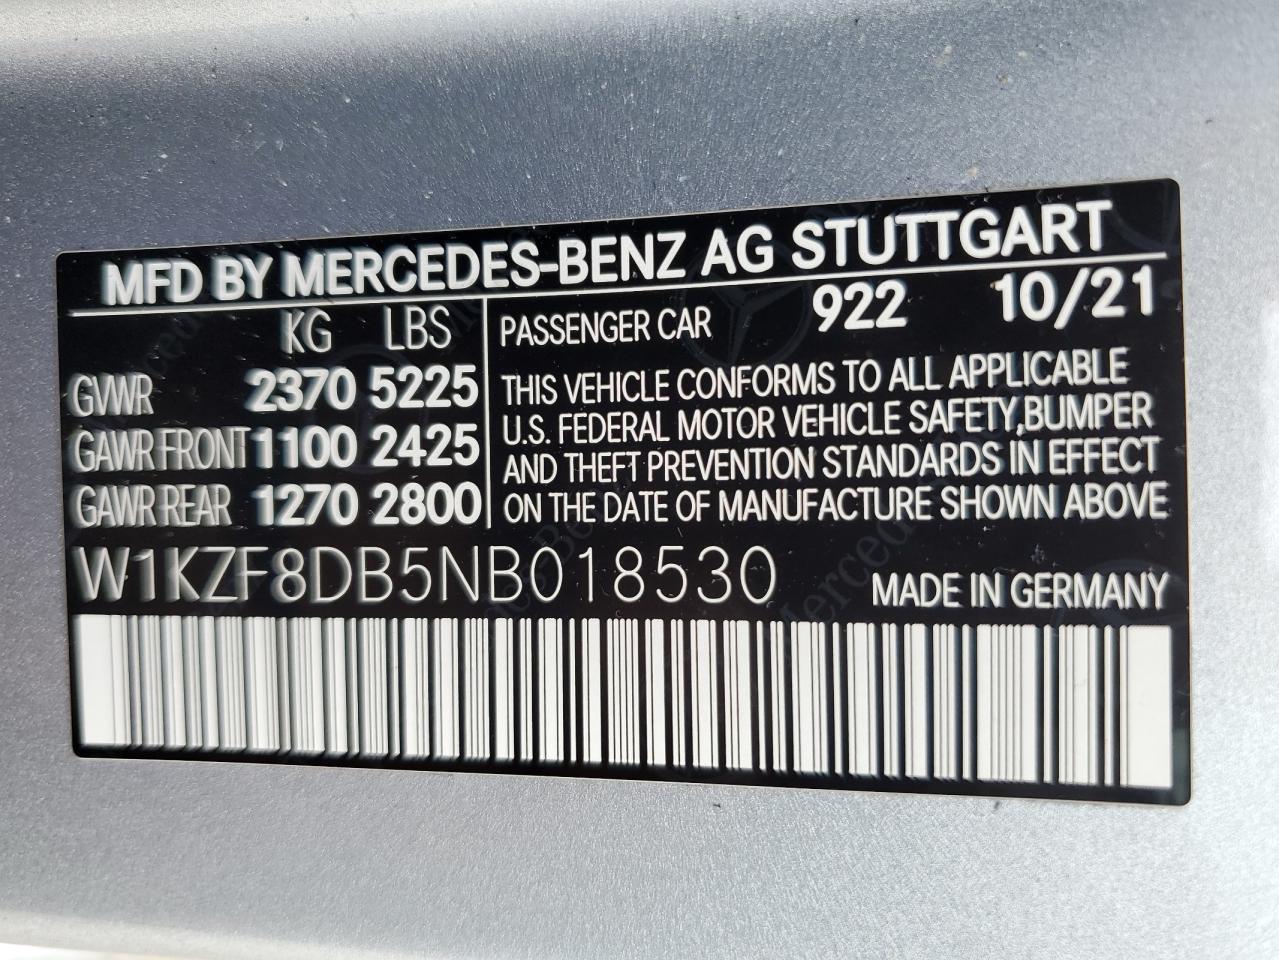 MFD BY MERCEDES-BENZ AG STUTTGART
KG LBS
GVWR 2370 5225
GAWR FRONT 1100 2425
GAWR REAR 1270 2800
PASSENGER CAR 922 10/21
THIS VEHICLE CONFORMS TO ALL APPLICABLE
U.S. FEDERAL MOTOR VEHICLE SAFETY,BUMPER
AND THEFT PREVENTION STANDARDS IN EFFECT
ON THE DATE OF MANUFACTURE SHOWN ABOVE
W1KZF8DB5NB018530
MADE IN GERMANY